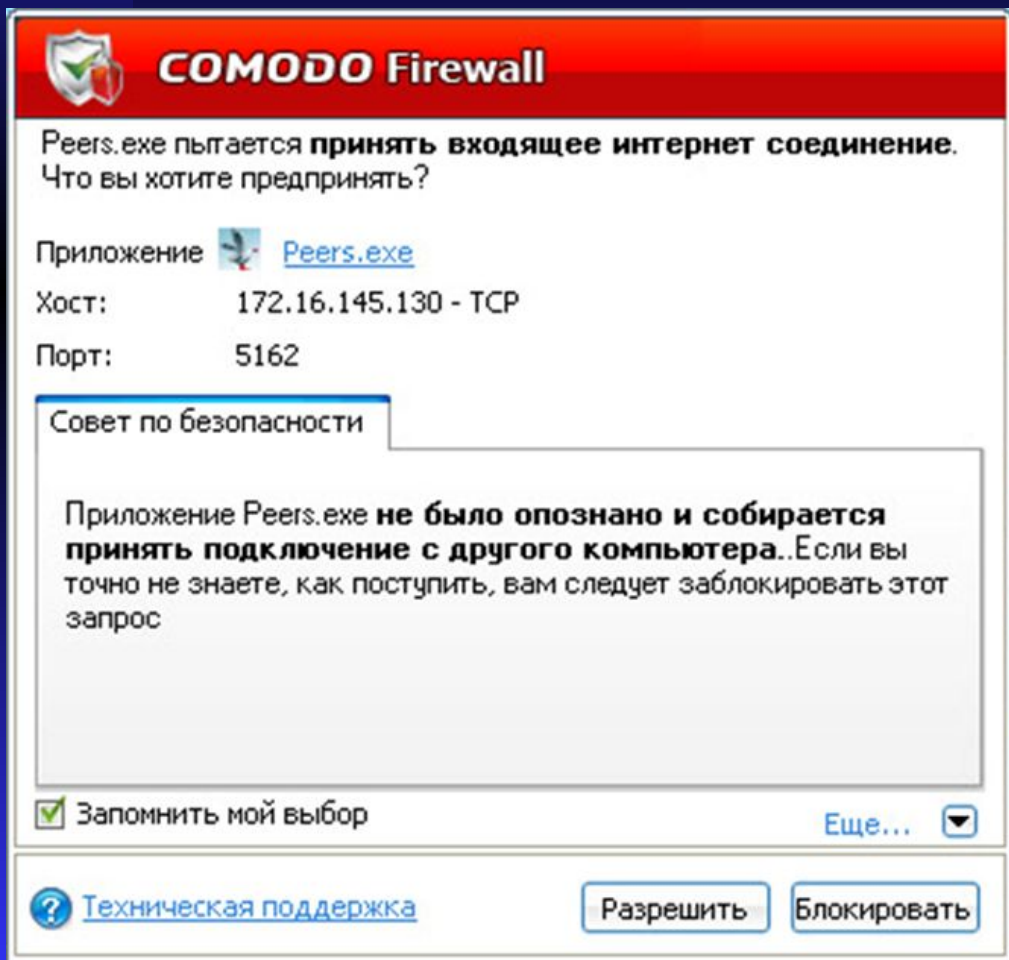 COMODO Firewall
Peers.exe пытается принять входящее интернет соединение.
Что вы хотите предпринять?
Приложение Peers.exe
Хост: 172.16.145.130 - TCP
Порт: 5162
Совет по безопасности
Приложение Peers.exe не было опознано и собирается
принять подключение с другого компьютера..Если вы
точно не знаете, как поступить, вам следует заблокировать этот
запрос
Запомнить мой выбор
Еще...
Техническая поддержка
Разрешить
Блокировать